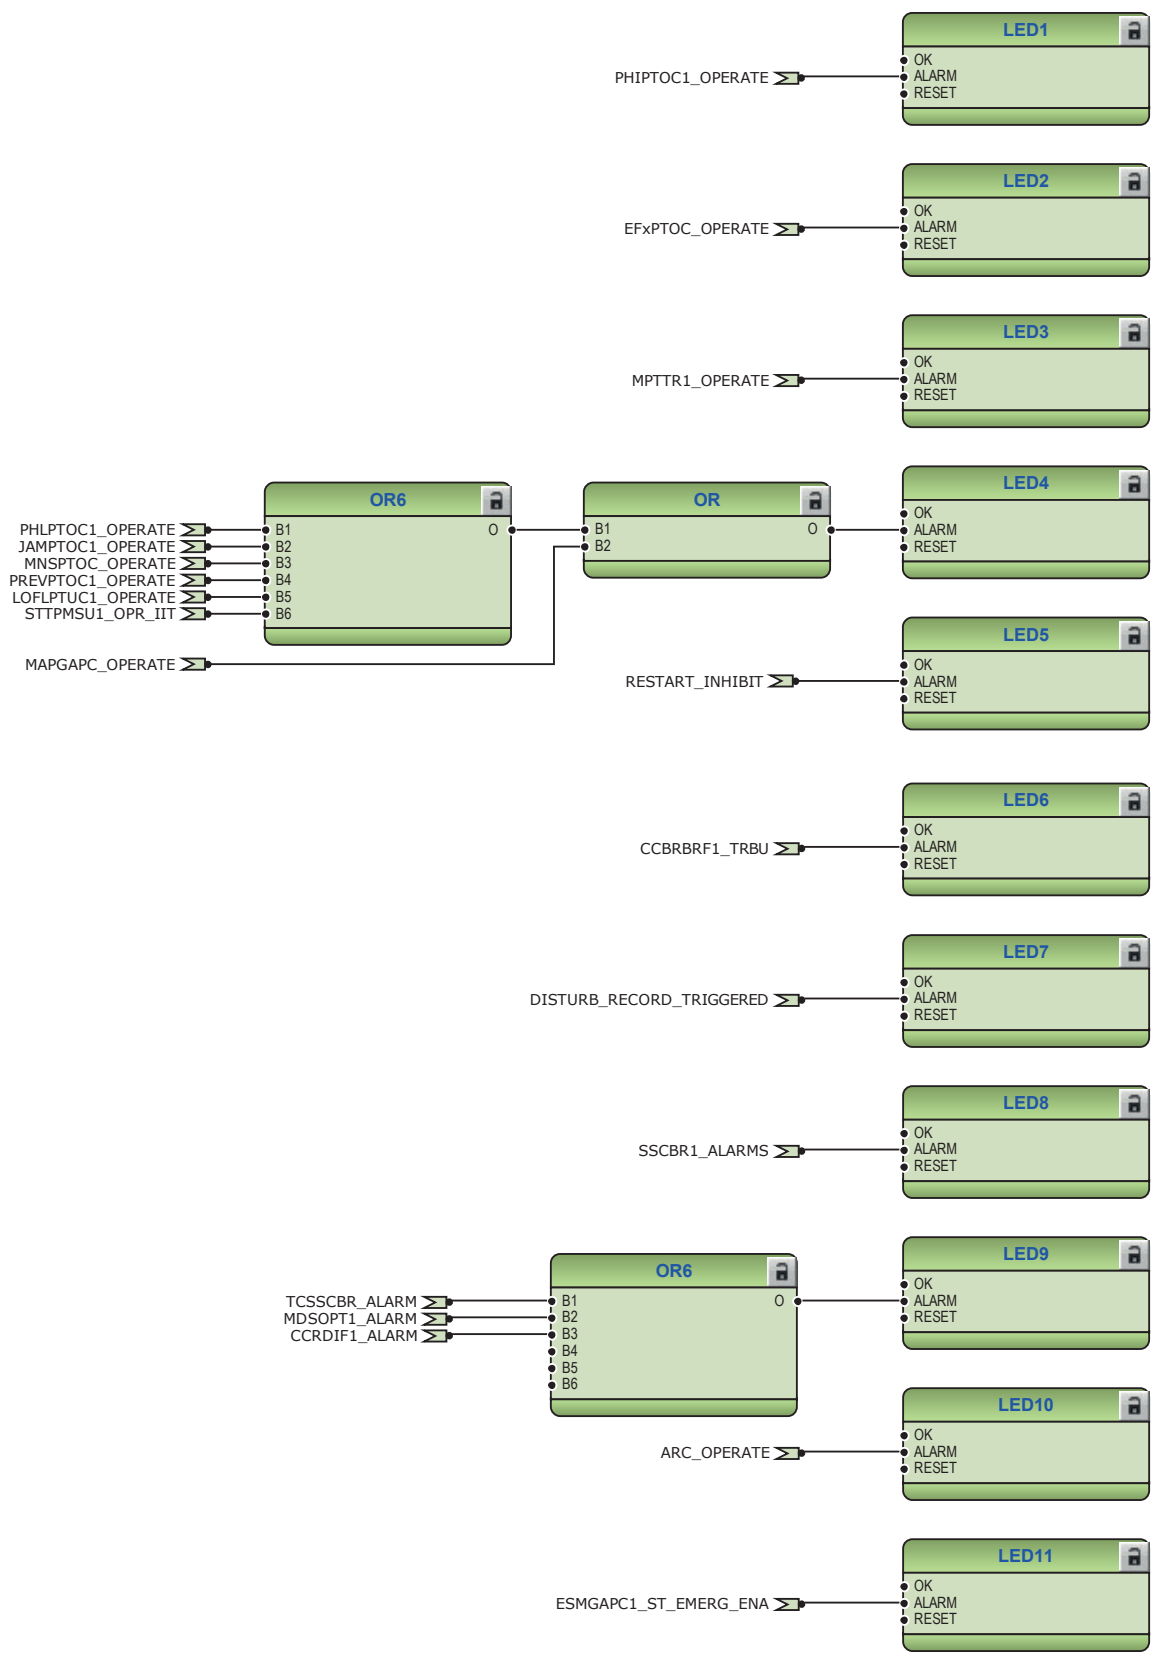 LED1
OK
PHIPTOC1_OPERATE ALARM
RESET
LED2
OK
EFxPTOC_OPERATE ALARM
RESET
LED3
OK
MPTTR1_OPERATE ALARM
RESET
OR6 OR LED4
OK
PHLPTOC1_OPERATE B1 O B1 O ALARM
JAMPTOC1_OPERATE B2 B2 RESET
MNSPTOC_OPERATE B3
PREVPTOC1_OPERATE B4
LOFLPTUC1_OPERATE B5
STTPMSU1_OPR_IIT B6
LED5
MAPGAPC_OPERATE OK
RESTART_INHIBIT ALARM
RESET
LED6
OK
CCBRBRF1_TRBU ALARM
RESET
LED7
OK
DISTURB_RECORD_TRIGGERED ALARM
RESET
LED8
OK
SSCBR1_ALARMS ALARM
RESET
LED9
OR6
OK
TCSSCBR_ALARM B1 O ALARM
MDSOPT1_ALARM B2 RESET
CCRDIF1_ALARM B3
B4
B5
B6
LED10
OK
ARC_OPERATE ALARM
RESET
LED11
OK
ESMGAPC1_ST_EMERG_ENA ALARM
RESET